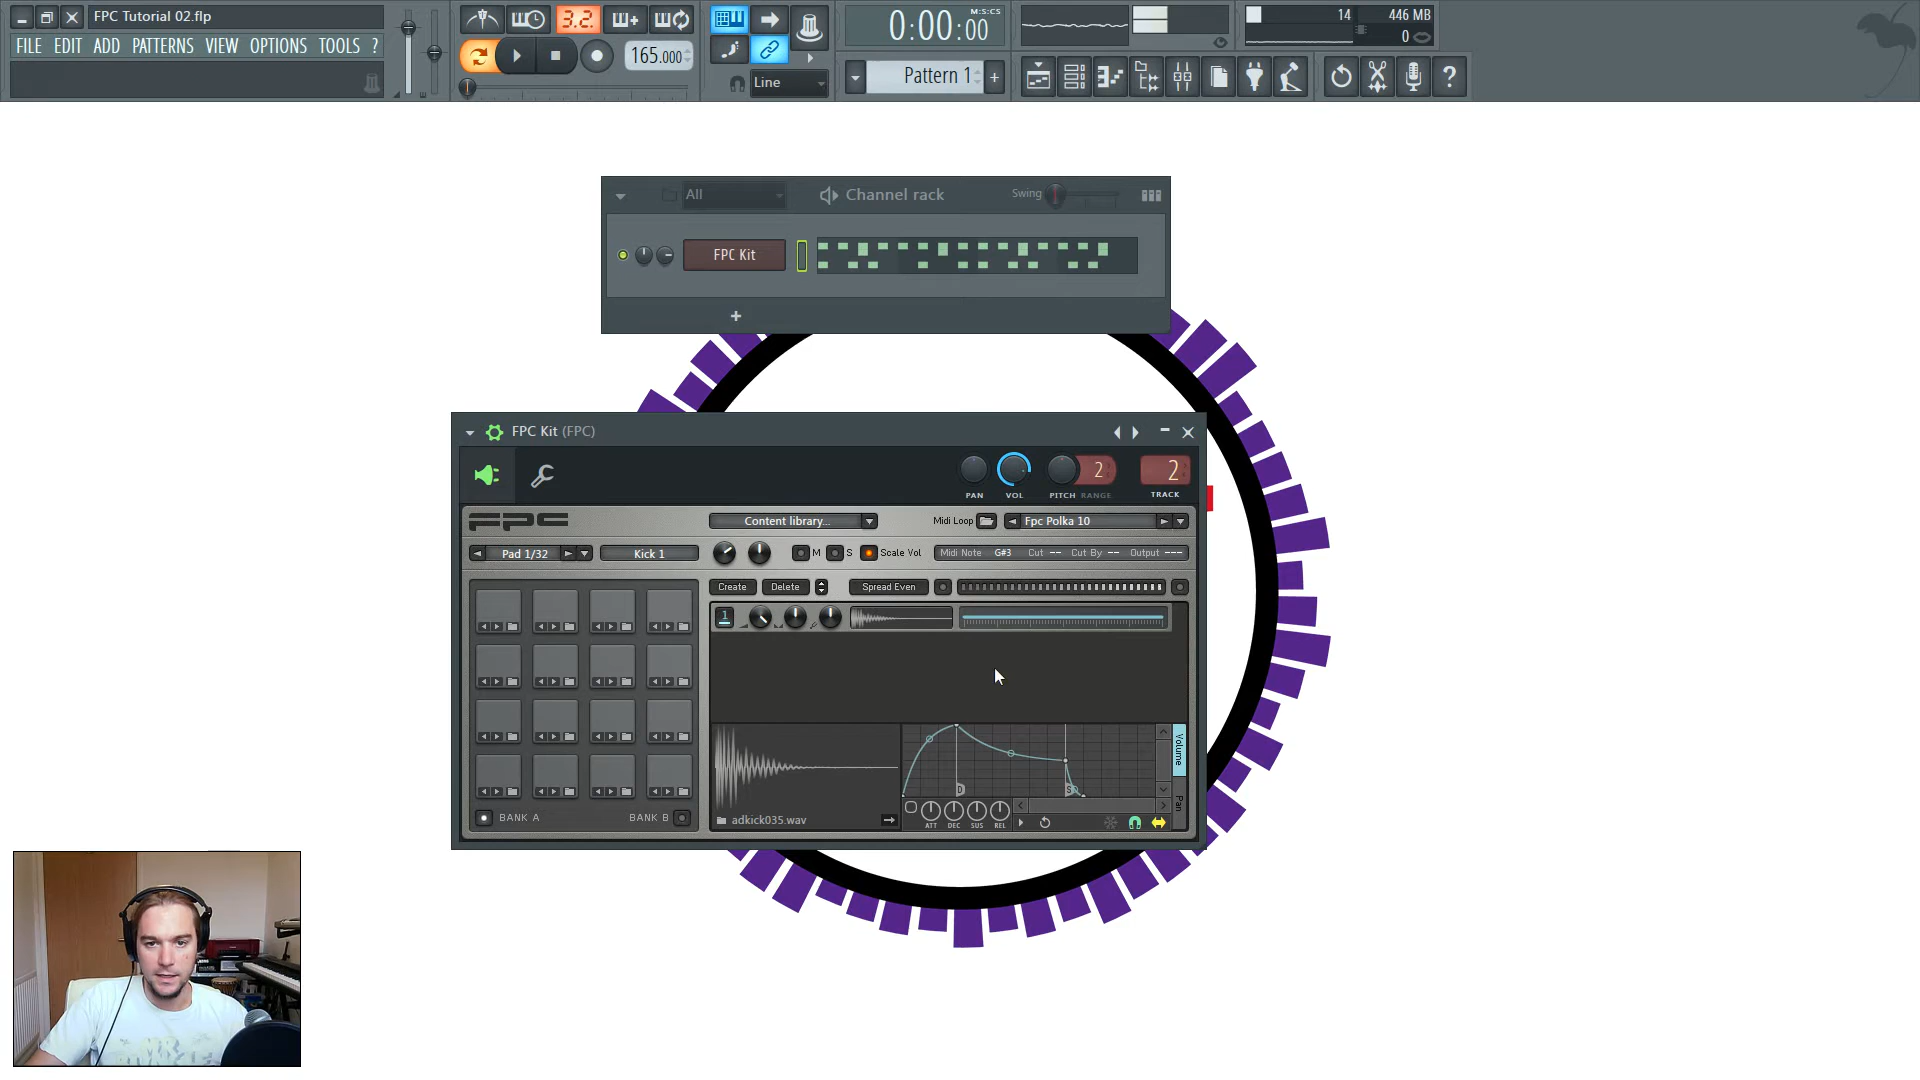 FPC Tutorial 02.flp
FILE EDIT ADD PATTERNS VIEW OPTIONS TOOLS ?
3.2.
165.000
Line
0:00:00
M:S:CS
Pattern 1
+
14
446 MB
0
?
All
Channel rack
Swing
FPC Kit
+
FPC Kit (FPC)
2
2
PAN
VOL
PITCH
RANGE
TRACK
FPC
Content library...
Midi Loop
Fpc Polka 10
Pad 1/32
Kick 1
M
S
Scale Vol
Midi Note G#3 Cut -- Cut By -- Output ---
Create
Delete
Spread Even
1
Volume
Pan
D
S
adkick035.wav
ATT
DEC
SUS
REL
BANK A
BANK B